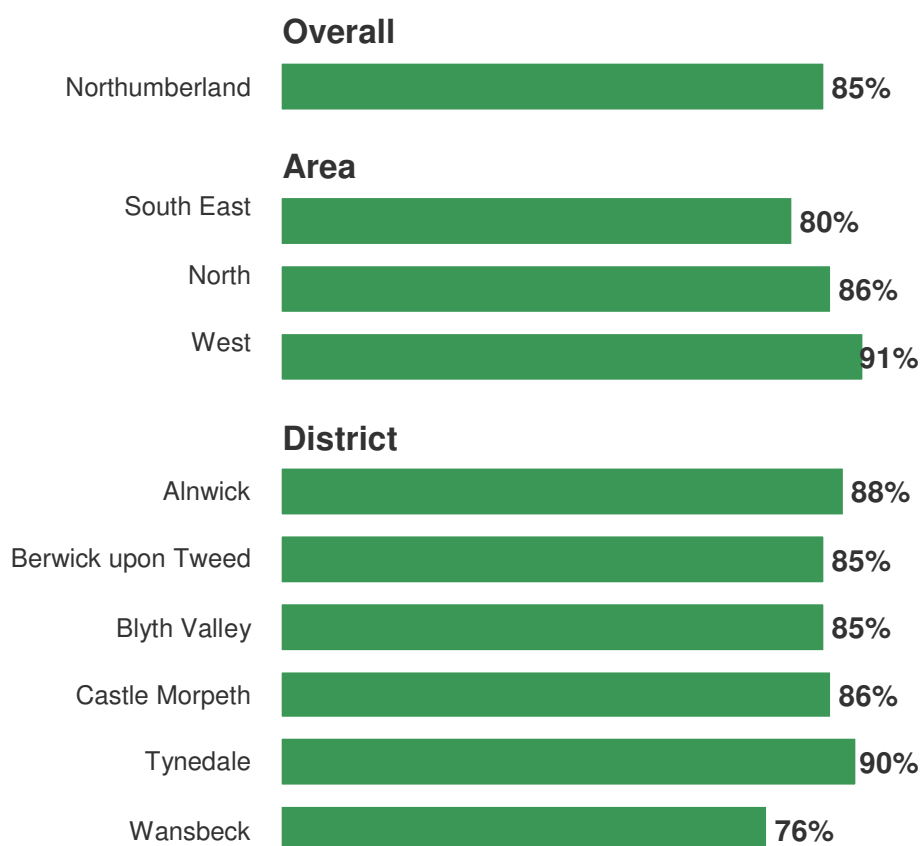 Overall
Northumberland 85%
Area
South East 80%
North 86%
West 91%
District
Alnwick 88%
Berwick upon Tweed 85%
Blyth Valley 85%
Castle Morpeth 86%
Tynedale 90%
Wansbeck 76%